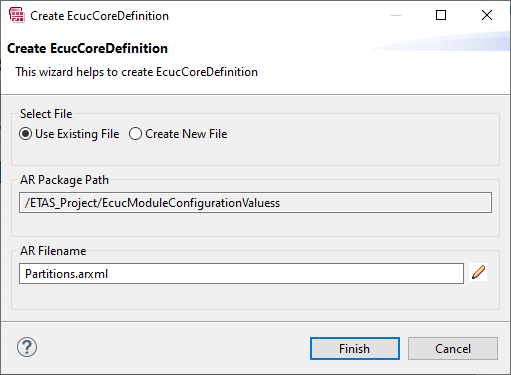 Create EcucCoreDefinition
Create EcucCoreDefinition
This wizard helps to create EcucCoreDefinition
Select File
Use Existing File Create New File
AR Package Path
/ETAS_Project/EcucModuleConfigurationValuess
AR Filename
Partitions.arxml
? Finish Cancel